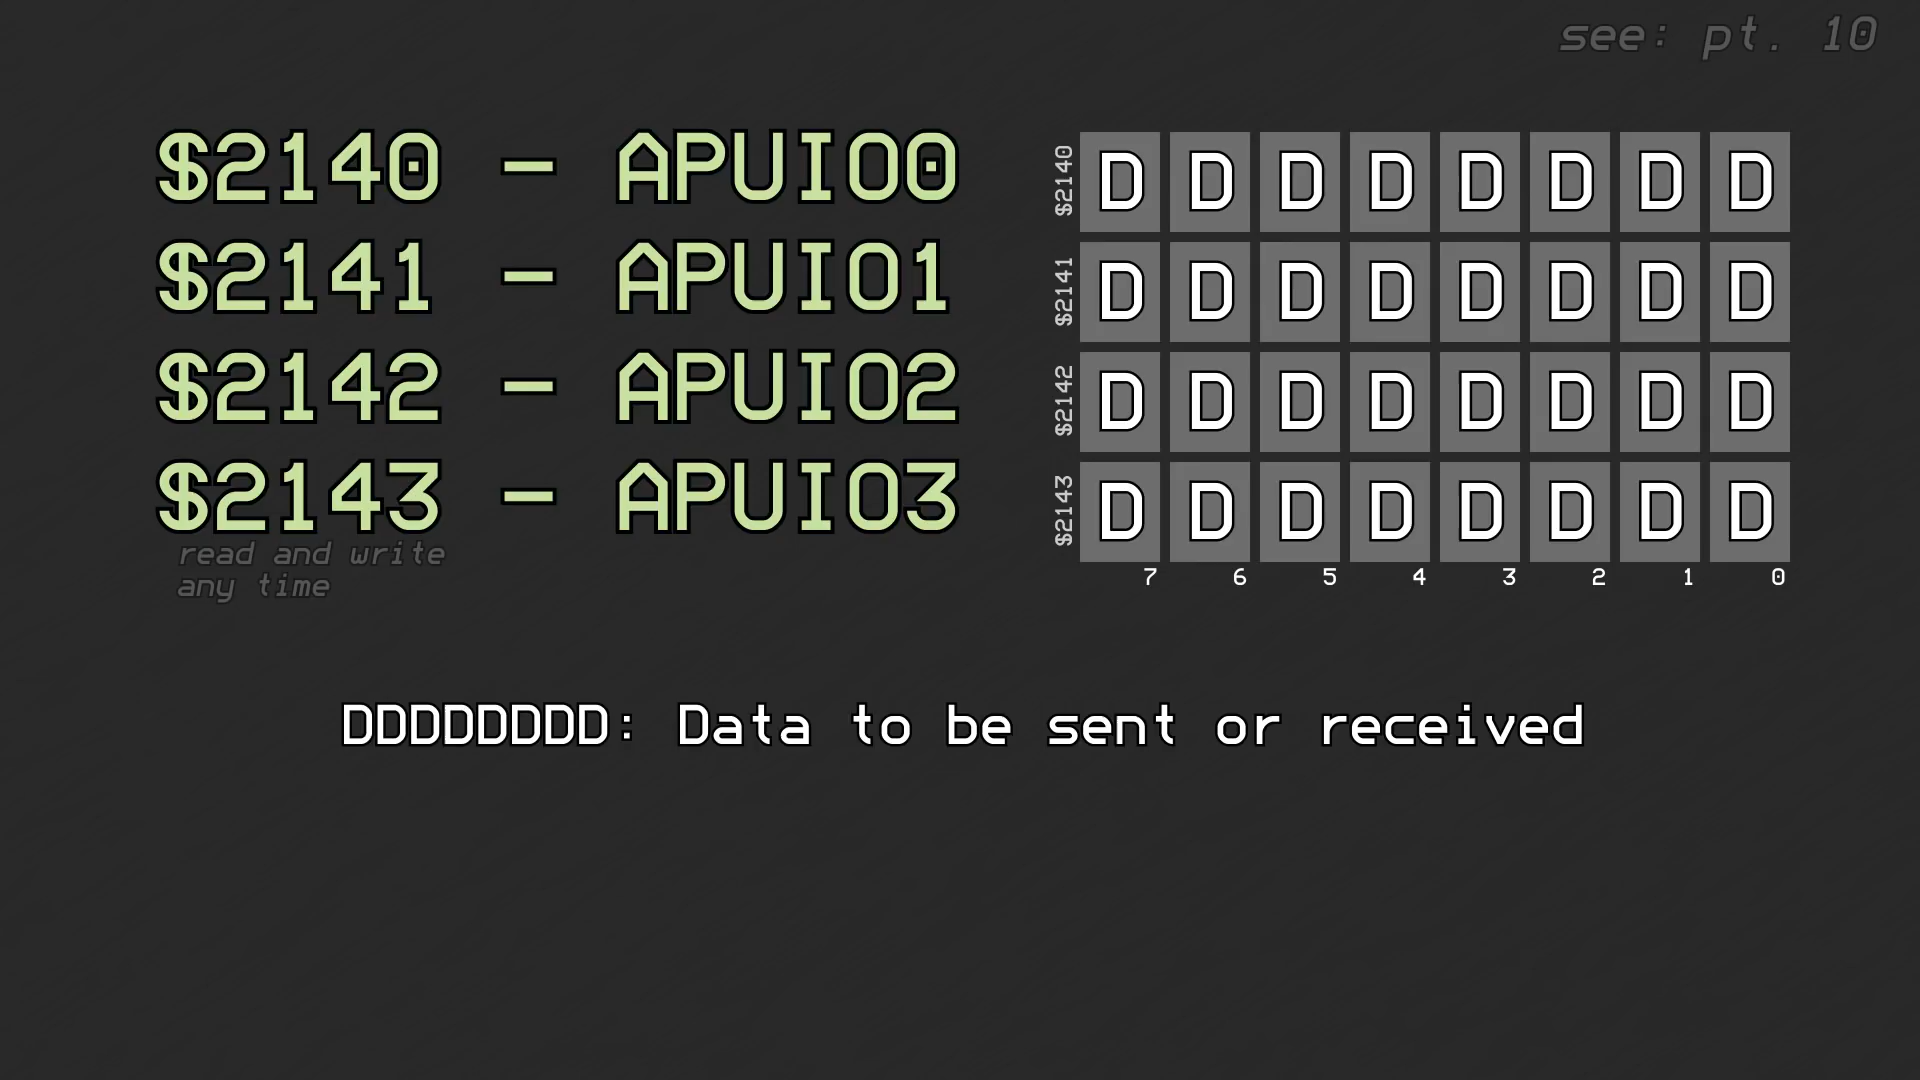 see: pt. 10
$2140 - APUIO0
$2141 - APUIO1
$2142 - APUIO2
$2143 - APUIO3
read and write
any time
$2140 D D D D D D D D
$2141 D D D D D D D D
$2142 D D D D D D D D
$2143 D D D D D D D D
7 6 5 4 3 2 1 0
DDDDDDDD: Data to be sent or received